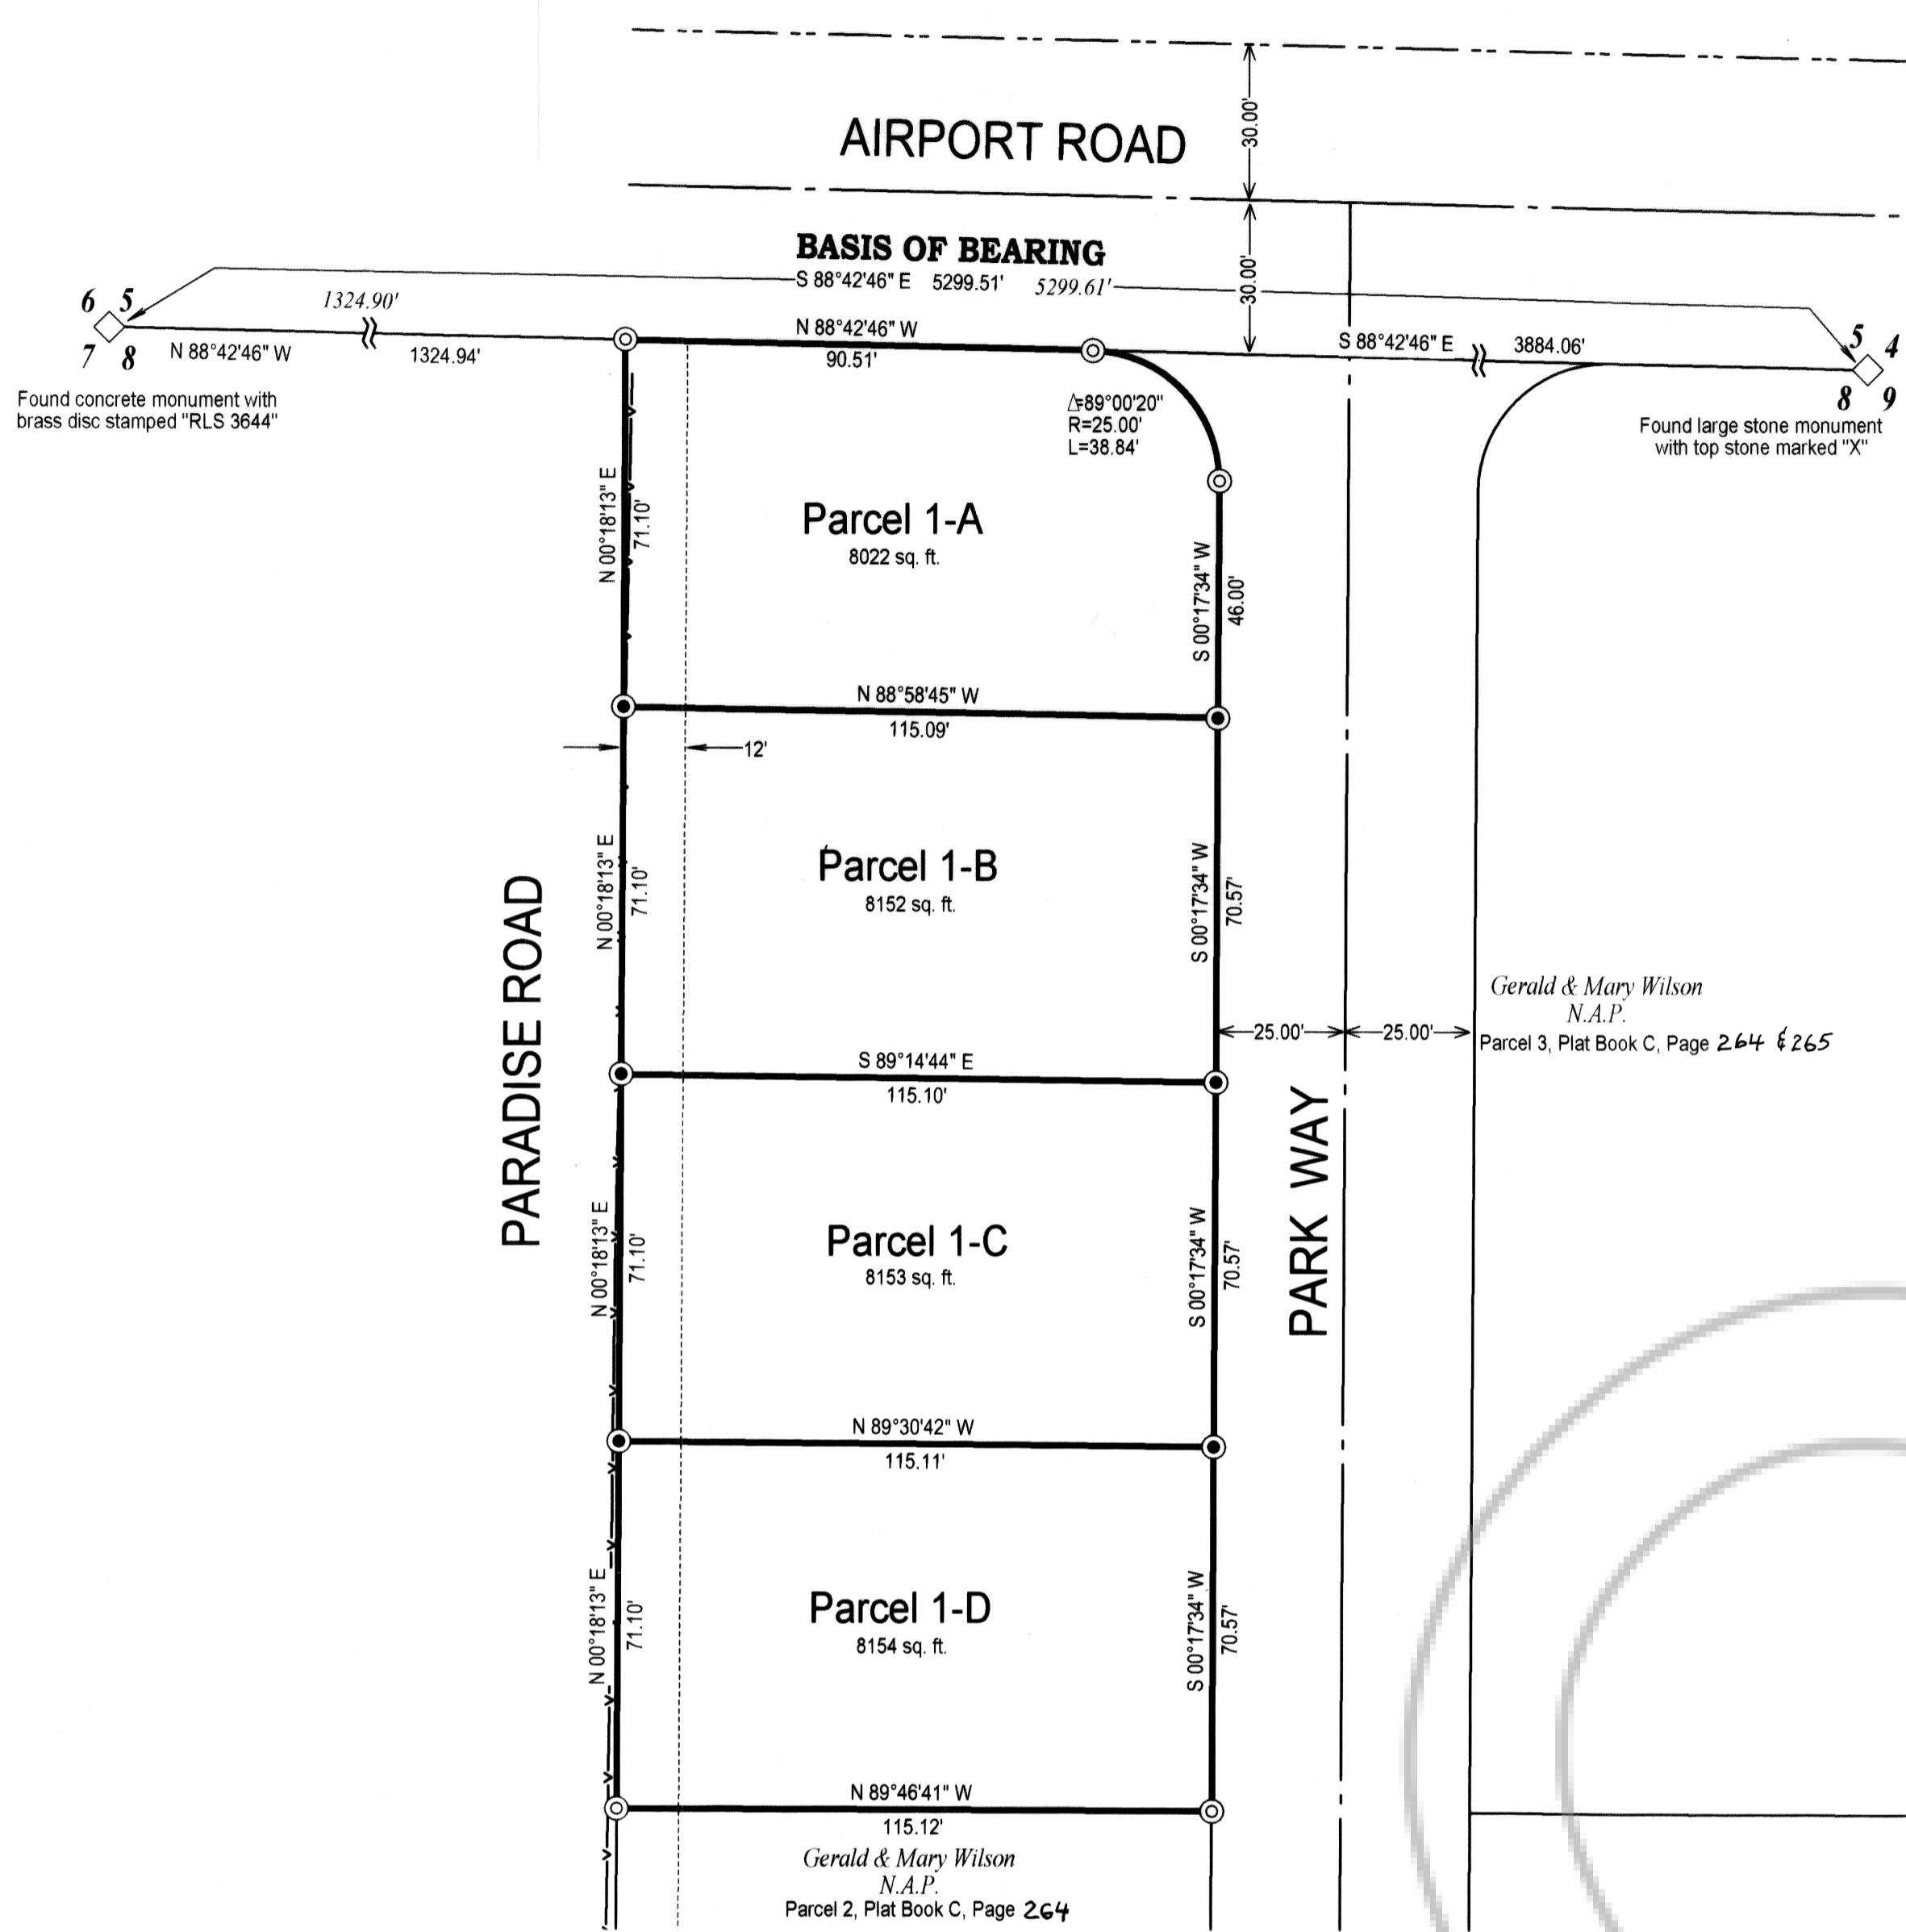 AIRPORT ROAD
30.00'
30.00'
BASIS OF BEARING
S 88°42'46" E 5299.51' 5299.61'
6 5
7 8
1324.90'
N 88°42'46" W 1324.94'
N 88°42'46" W
90.51'
S 88°42'46" E 3884.06'
5 4
8 9
Found concrete monument with
brass disc stamped "RLS 3644"
Found large stone monument
with top stone marked "X"
Δ=89°00'20"
R=25.00'
L=38.84'
N 00°18'13" E
71.10'
Parcel 1-A
8022 sq. ft.
S 00°17'34" W
46.00'
N 88°58'45" W
115.09'
12'
PARADISE ROAD
N 00°18'13" E
71.10'
Parcel 1-B
8152 sq. ft.
S 00°17'34" W
70.57'
Gerald & Mary Wilson
N.A.P.
Parcel 3, Plat Book C, Page 264 & 265
25.00' 25.00'
S 89°14'44" E
115.10'
PARK WAY
N 00°18'13" E
71.10'
Parcel 1-C
8153 sq. ft.
S 00°17'34" W
70.57'
N 89°30'42" W
115.11'
N 00°18'13" E
71.10'
Parcel 1-D
8154 sq. ft.
S 00°17'34" W
70.57'
N 89°46'41" W
115.12'
Gerald & Mary Wilson
N.A.P.
Parcel 2, Plat Book C, Page 264